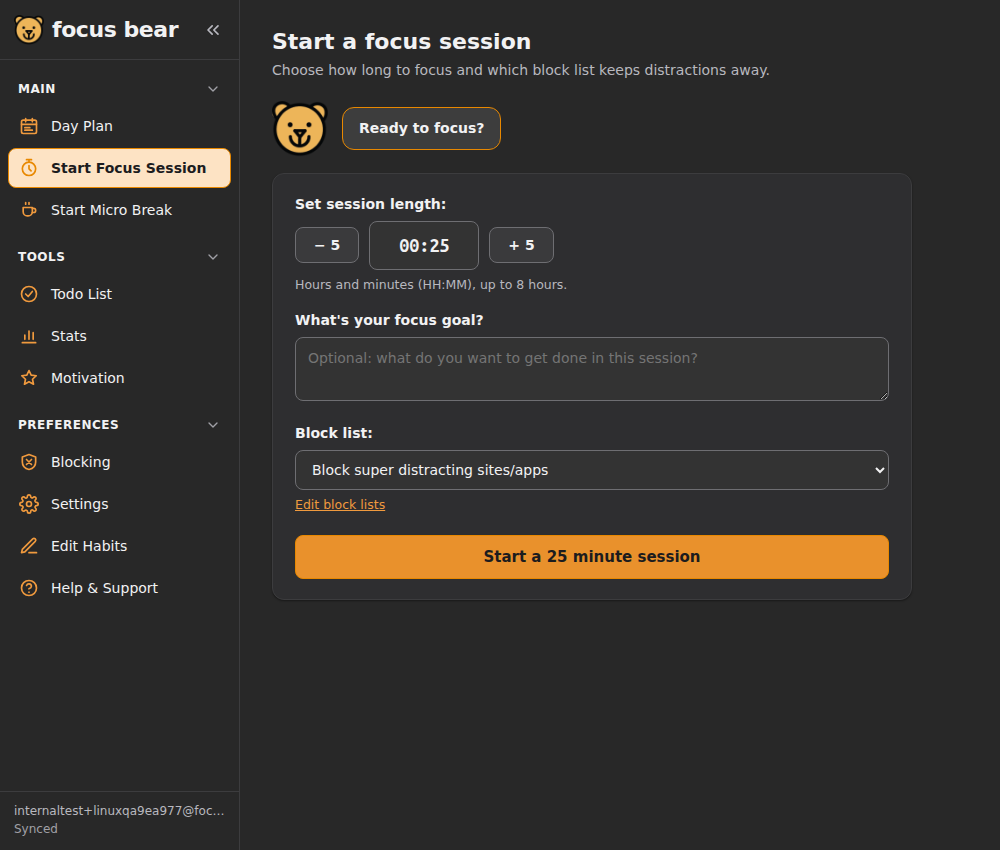 focus bear
MAIN
Day Plan
Start Focus Session
Start Micro Break
TOOLS
Todo List
Stats
Motivation
PREFERENCES
Blocking
Settings
Edit Habits
Help & Support
internaltest+linuxqa9ea977@foc...
Synced
Start a focus session
Choose how long to focus and which block list keeps distractions away.
Ready to focus?
Set session length:
− 5
00:25
+ 5
Hours and minutes (HH:MM), up to 8 hours.
What's your focus goal?
Optional: what do you want to get done in this session?
Block list:
Block super distracting sites/apps
Edit block lists
Start a 25 minute session